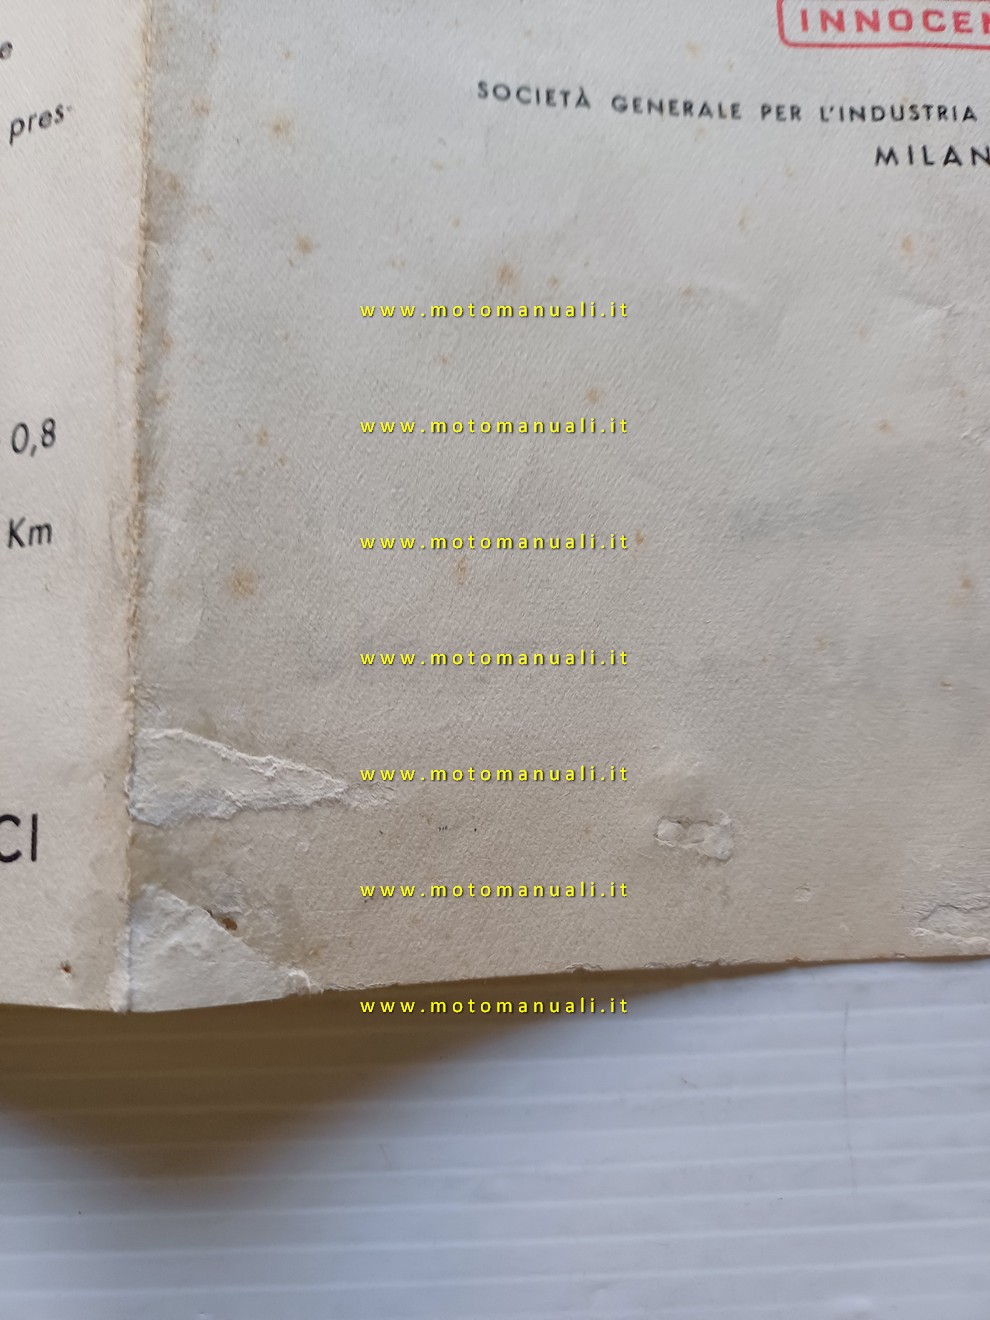 e
pres-
0,8
Km
CI
INNOCEN
SOCIETÀ GENERALE PER L'INDUSTRIA
MILAN
www.motomanuali.it
www.motomanuali.it
www.motomanuali.it
www.motomanuali.it
www.motomanuali.it
www.motomanuali.it
www.motomanuali.it